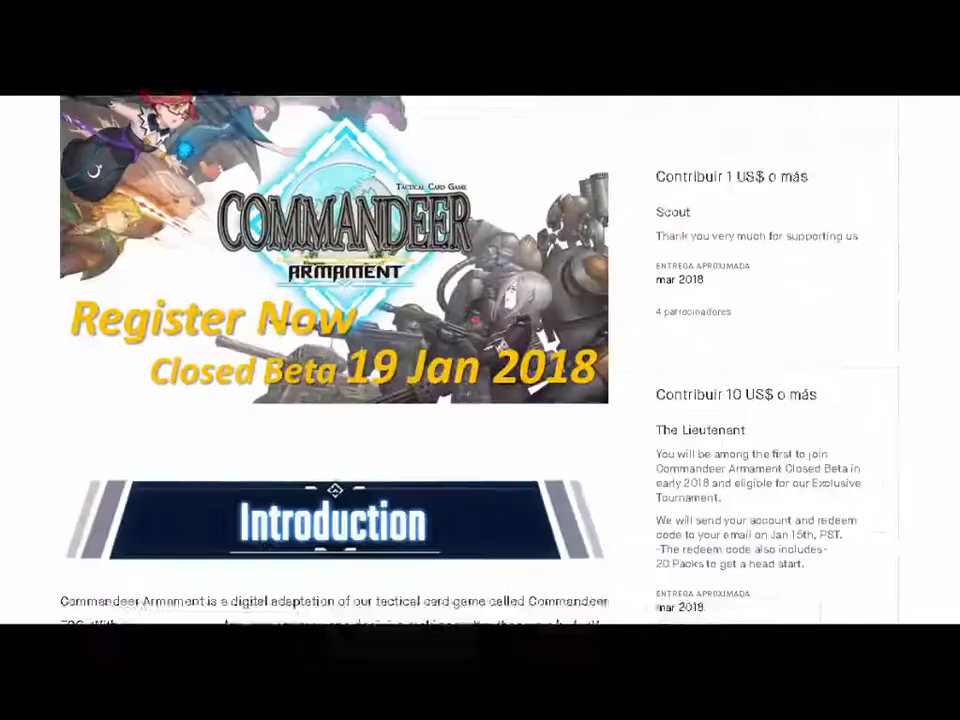 TACTICAL CARD GAME
COMMANDEER
ARMAMENT
Register Now
Closed Beta 19 Jan 2018
Introduction
Commandeer Armament is a digital adaptation of our tactical card game called Commandeer
Contribuir 1 US$ o más
Scout
Thank you very much for supporting us
ENTREGA APROXIMADA
mar 2018
4 patrocinadores
Contribuir 10 US$ o más
The Lieutenant
You will be among the first to join
Commandeer Armament Closed Beta in
early 2018 and eligible for our Exclusive
Tournament.
We will send your account and redeem
code to your email on Jan 15th, PST.
-The redeem code also includes-
20 Packs to get a head start.
ENTREGA APROXIMADA
mar 2018